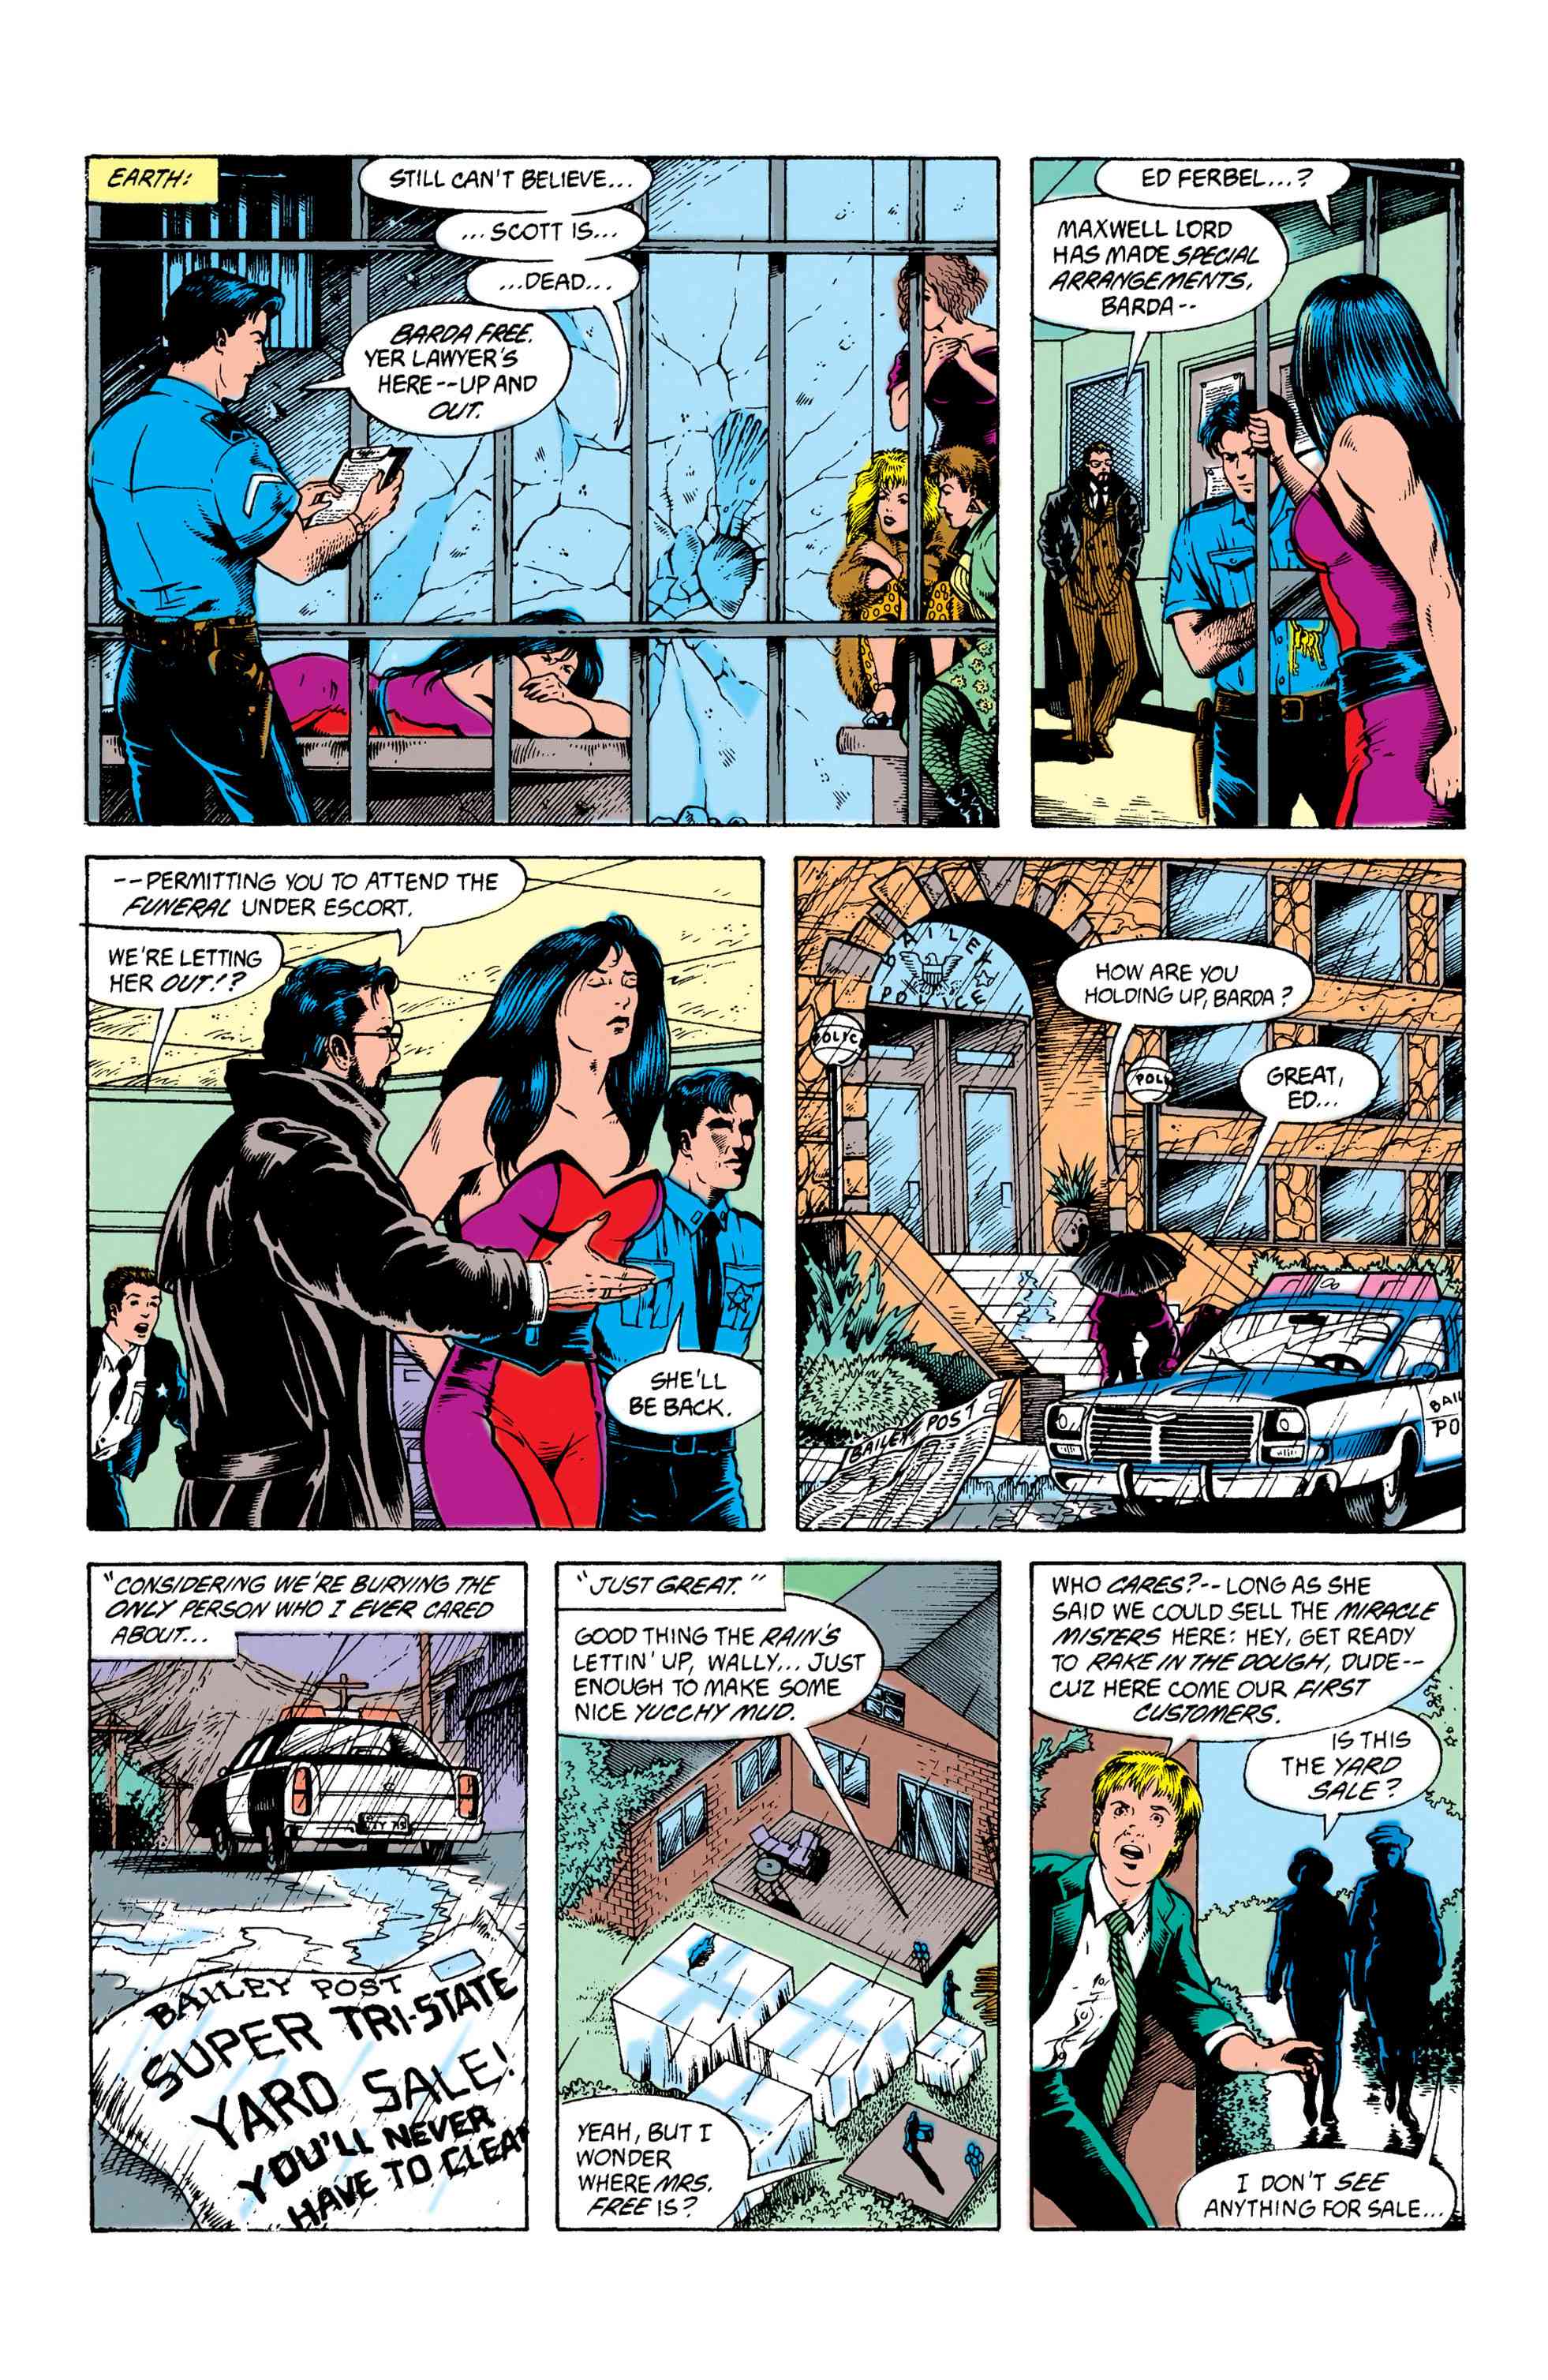 EARTH:
STILL CAN'T BELIEVE...
...SCOTT IS...
...DEAD...
BARDA FREE.
YER LAWYER'S
HERE--UP AND
OUT.
ED FERBEL...?
MAXWELL LORD
HAS MADE SPECIAL
ARRANGEMENTS,
BARDA--
--PERMITTING YOU TO ATTEND THE
FUNERAL UNDER ESCORT.
WE'RE LETTING
HER OUT!?
SHE'LL
BE BACK.
BAILEY
POLICE
POLIC
POLI
HOW ARE YOU
HOLDING UP, BARDA?
GREAT,
ED...
BAILEY POST
BAIL
PO
"CONSIDERING WE'RE BURYING THE
ONLY PERSON WHO I EVER CARED
ABOUT...
BAILEY POST
SUPER TRI-STATE
YARD SALE!
YOU'LL NEVER
HAVE TO CLEAN
"JUST GREAT."
GOOD THING THE RAIN'S
LETTIN' UP, WALLY... JUST
ENOUGH TO MAKE SOME
NICE YUCCHY MUD.
YEAH, BUT I
WONDER
WHERE MRS.
FREE IS?
WHO CARES?--LONG AS SHE
SAID WE COULD SELL THE MIRACLE
MISTERS HERE: HEY, GET READY
TO RAKE IN THE DOUGH, DUDE--
CUZ HERE COME OUR FIRST
CUSTOMERS.
IS THIS
THE YARD
SALE?
I DON'T SEE
ANYTHING FOR SALE...